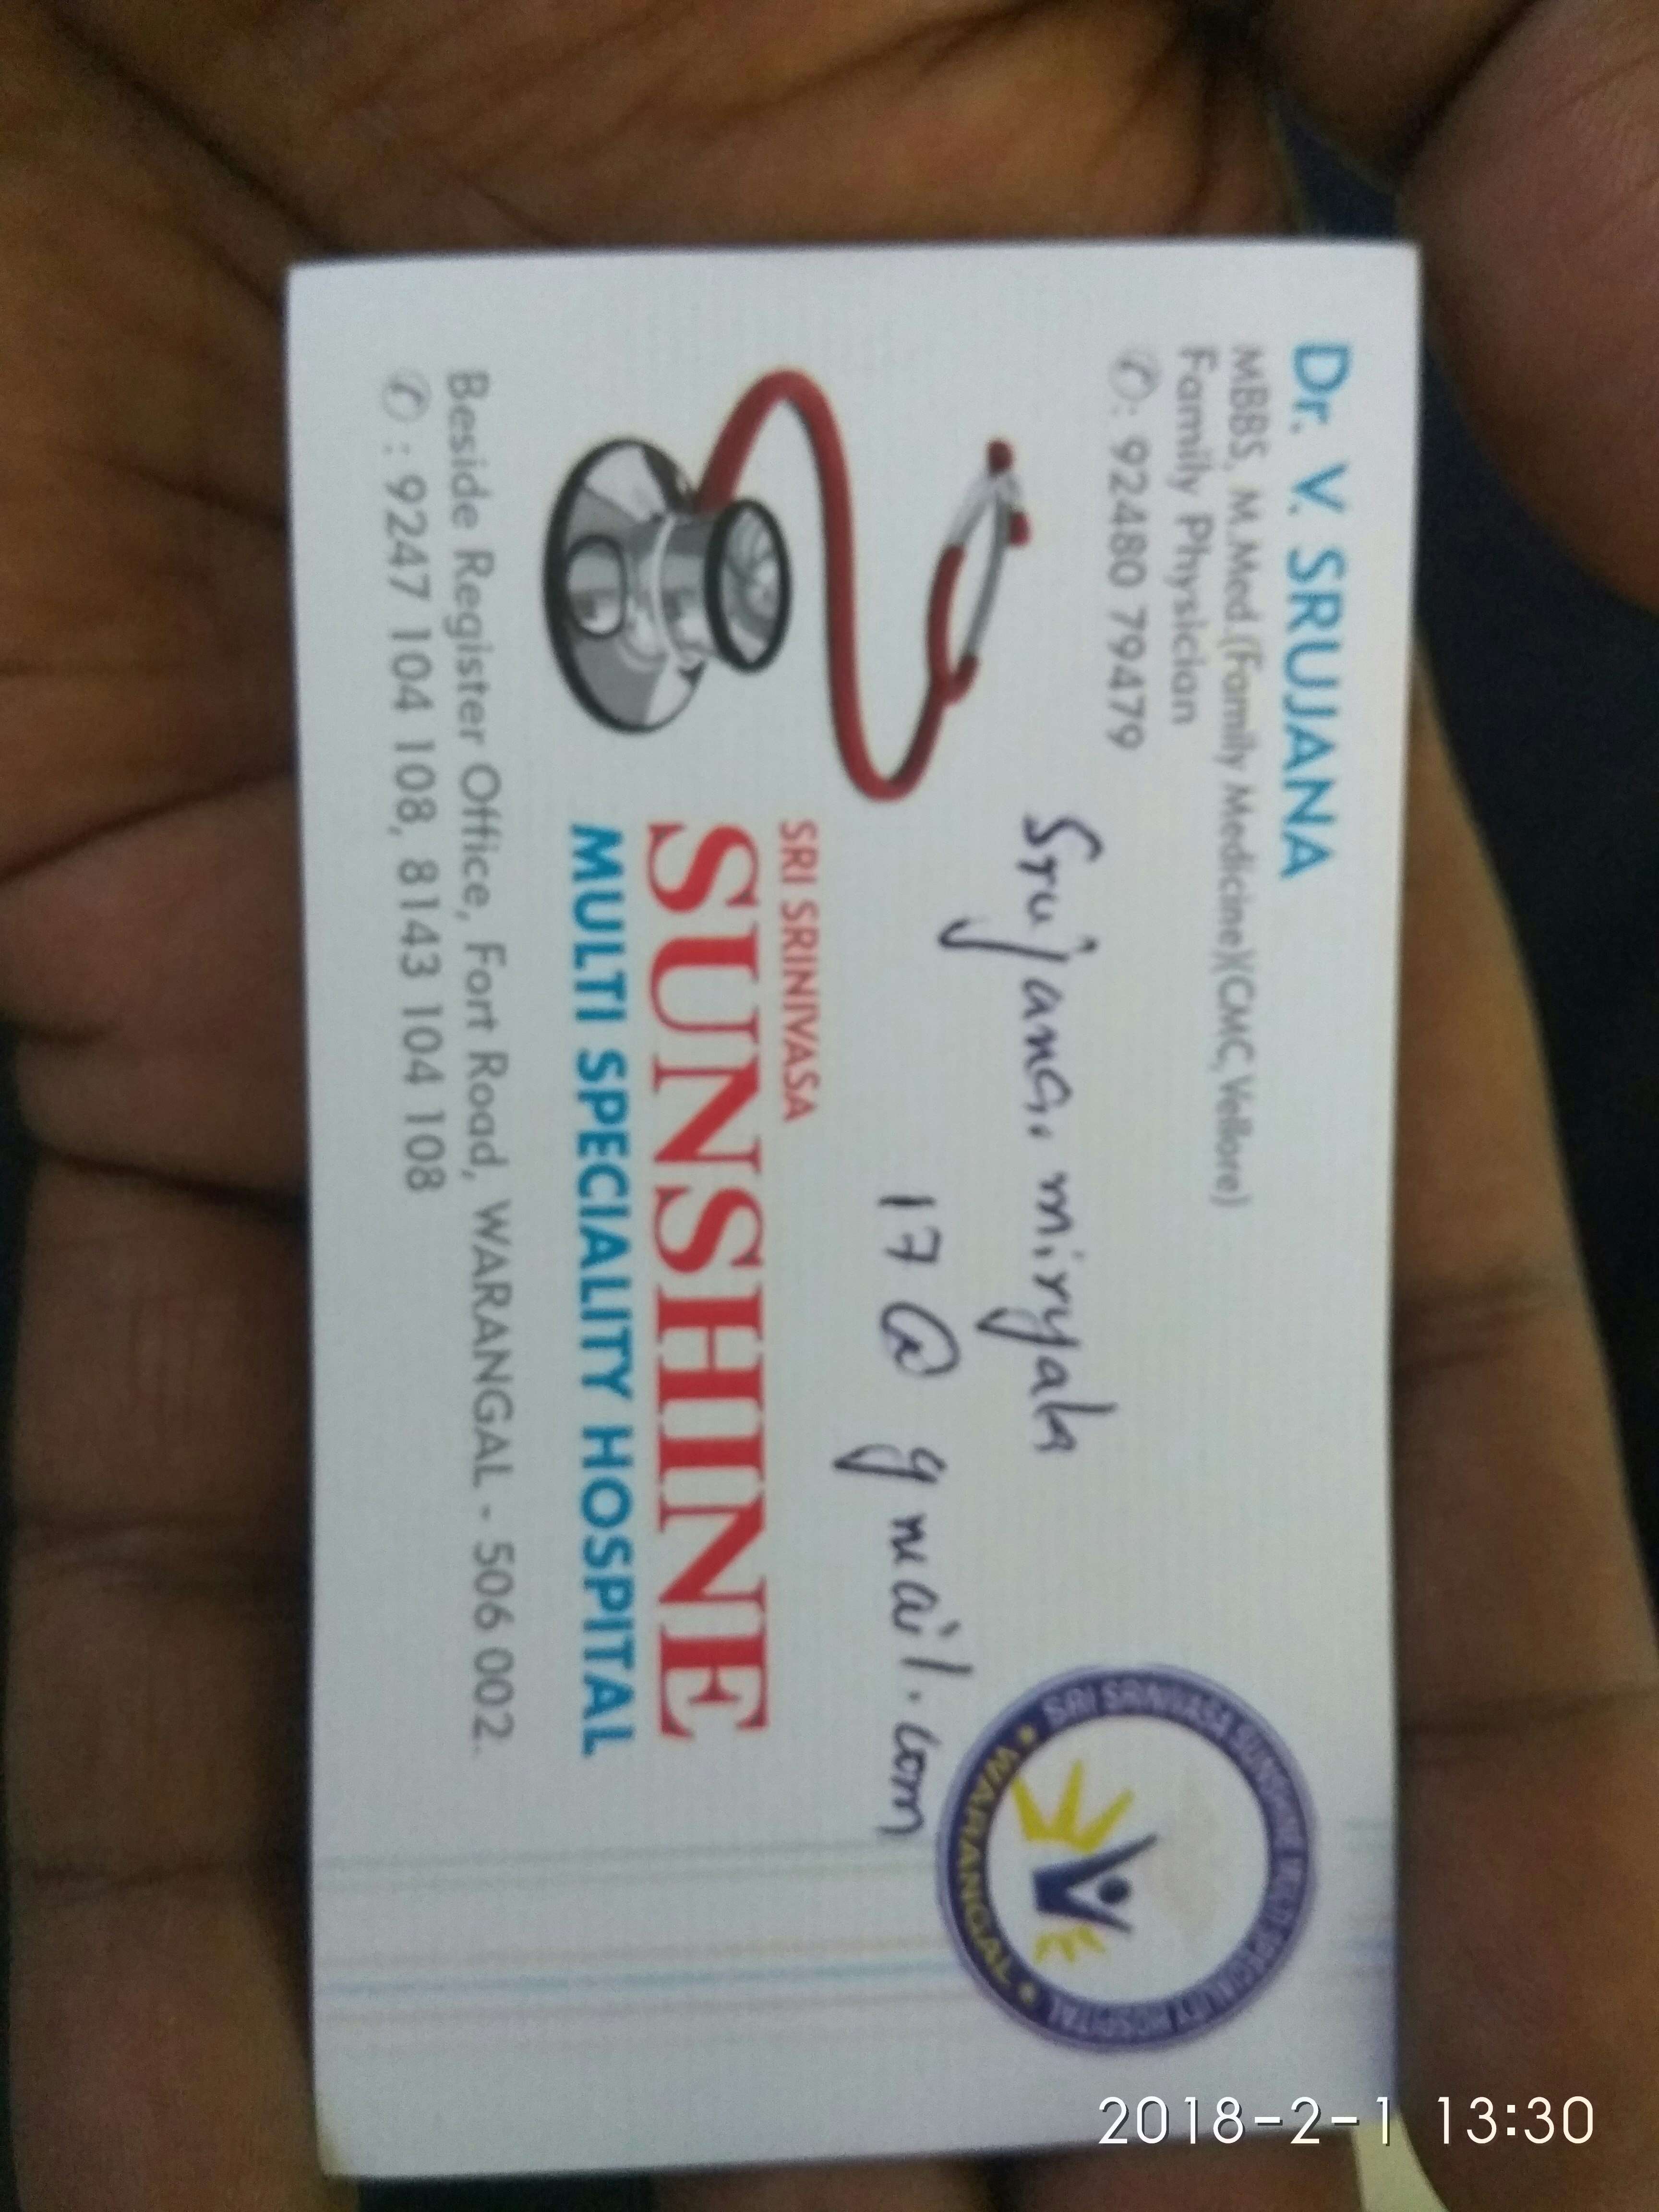 Dr. V. SRUJANA
MBBS, M.Med.(Family Medicine)(CMC, Vellore)
Family Physician
✆: 92480 79479
Srujana. miryala
17@gmail.com
SRI SRINIVASA
SUNSHINE
MULTI SPECIALITY HOSPITAL
Beside Register Office, Fort Road, WARANGAL - 506 002.
✆ : 9247 104 108, 8143 104 108
SRI SRINIVASA SUNSHINE MULTI SPECIALITY HOSPITAL
* WARANGAL *
2018-2-1 13:30